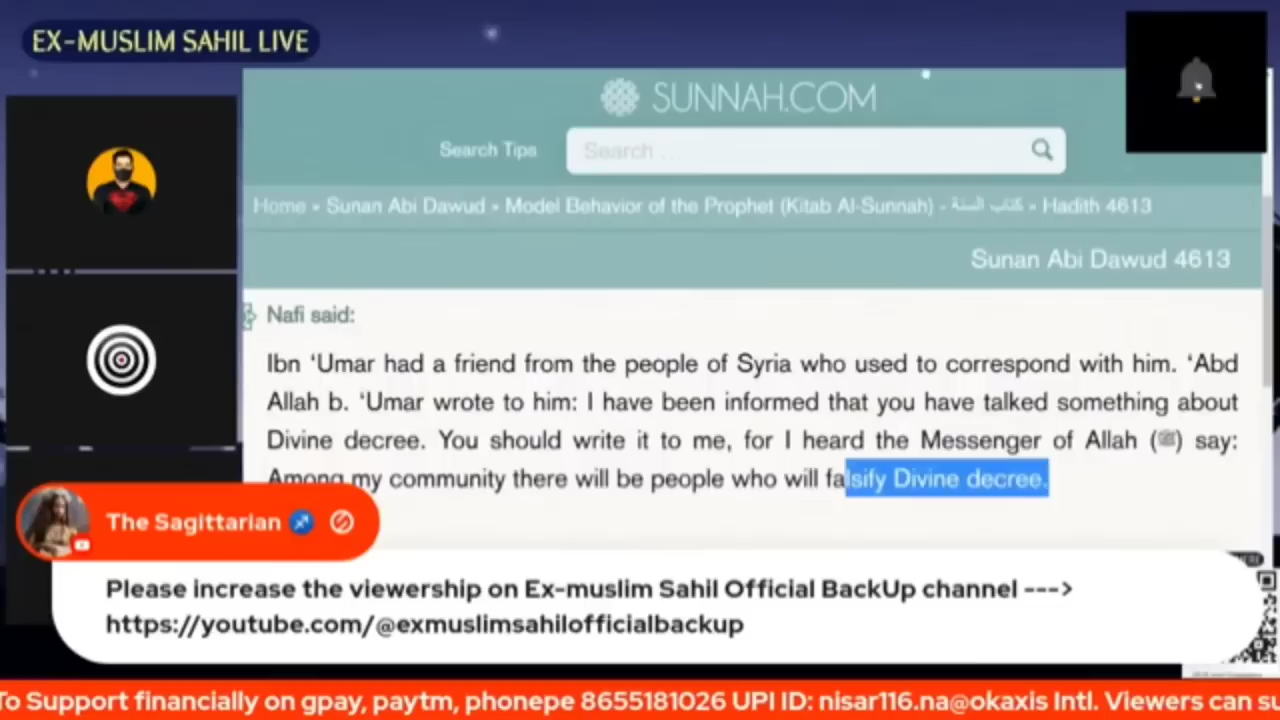 EX-MUSLIM SAHIL LIVE
SUNNAH.COM
Search Tips
Search ...
Home » Sunan Abi Dawud » Model Behavior of the Prophet (Kitab Al-Sunnah) - كتاب السنة » Hadith 4613
Sunan Abi Dawud 4613
Nafi said:
Ibn ‘Umar had a friend from the people of Syria who used to correspond with him. ‘Abd
Allah b. ‘Umar wrote to him: I have been informed that you have talked something about
Divine decree. You should write it to me, for I heard the Messenger of Allah (ﷺ) say:
Among my community there will be people who will falsify Divine decree.
The Sagittarian ♐
Please increase the viewership on Ex-muslim Sahil Official BackUp channel --->
https://youtube.com/@exmuslimsahilofficialbackup
To Support financially on gpay, paytm, phonepe 8655181026 UPI ID: nisar116.na@okaxis Intl. Viewers can su